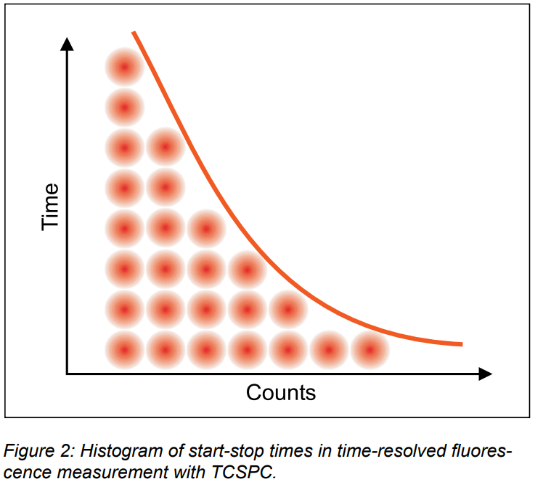 Time
Counts
Figure 2: Histogram of start-stop times in time-resolved fluores-
cence measurement with TCSPC.